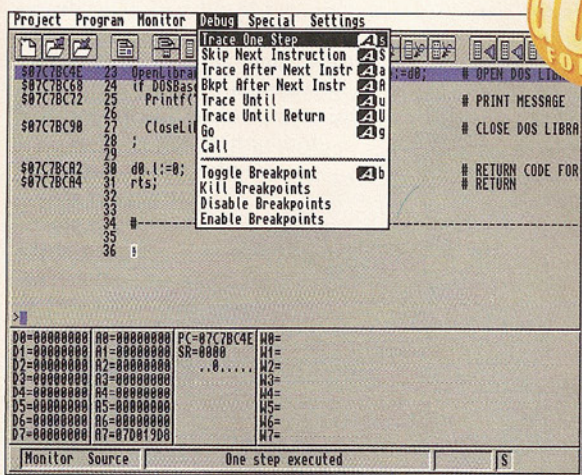 Project Program Monitor Debug Special Settings
Trace One Step s
Skip Next Instruction S
Trace After Next Instr a
Bkpt After Next Instr A
Trace Until u
Trace Until Return U
Go g
Call
Toggle Breakpoint b
Kill Breakpoints
Disable Breakpoints
Enable Breakpoints
$07C7BC4E 23 OpenLibra :=d0; # OPEN DOS LIB
$07C7BC68 24 if DOSBase
$07C7BC72 25 Printf(" # PRINT MESSAGE
26
$07C7BC90 27 CloseLi # CLOSE DOS LIBRA
28 ;
29
$07C7BCA2 30 d0.l:=0; # RETURN CODE FOR
$07C7BCA4 31 rts; # RETURN
32
33
34 #----------
35
36
>
D0=00000000 A0=00000000 PC=07C7BC4E W0=
D1=00000000 A1=00000000 SR=0000 W1=
D2=00000000 A2=00000000 ..0..... W2=
D3=00000000 A3=00000000 W3=
D4=00000000 A4=00000000 W4=
D5=00000000 A5=00000000 W5=
D6=00000000 A6=00000000 W6=
D7=00000000 A7=07D019D8 W7=
Monitor Source One step executed S